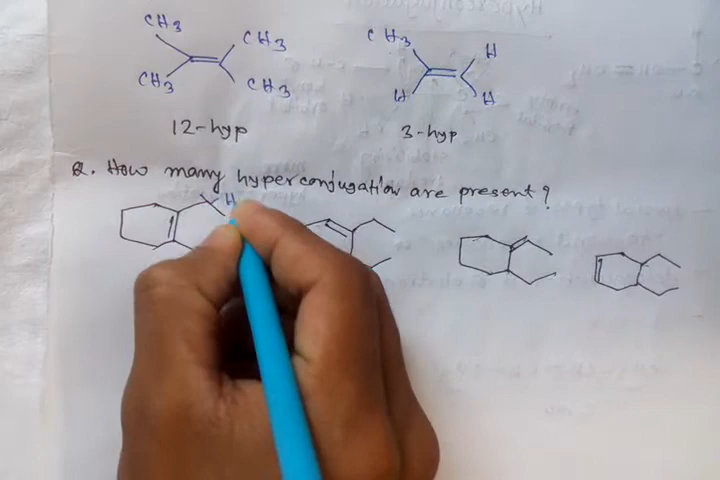 CH3 CH3 CH3 H
CH3 CH3 H H
12-hyp 3-hyp
Q. How many hyperconjugation are present?
H